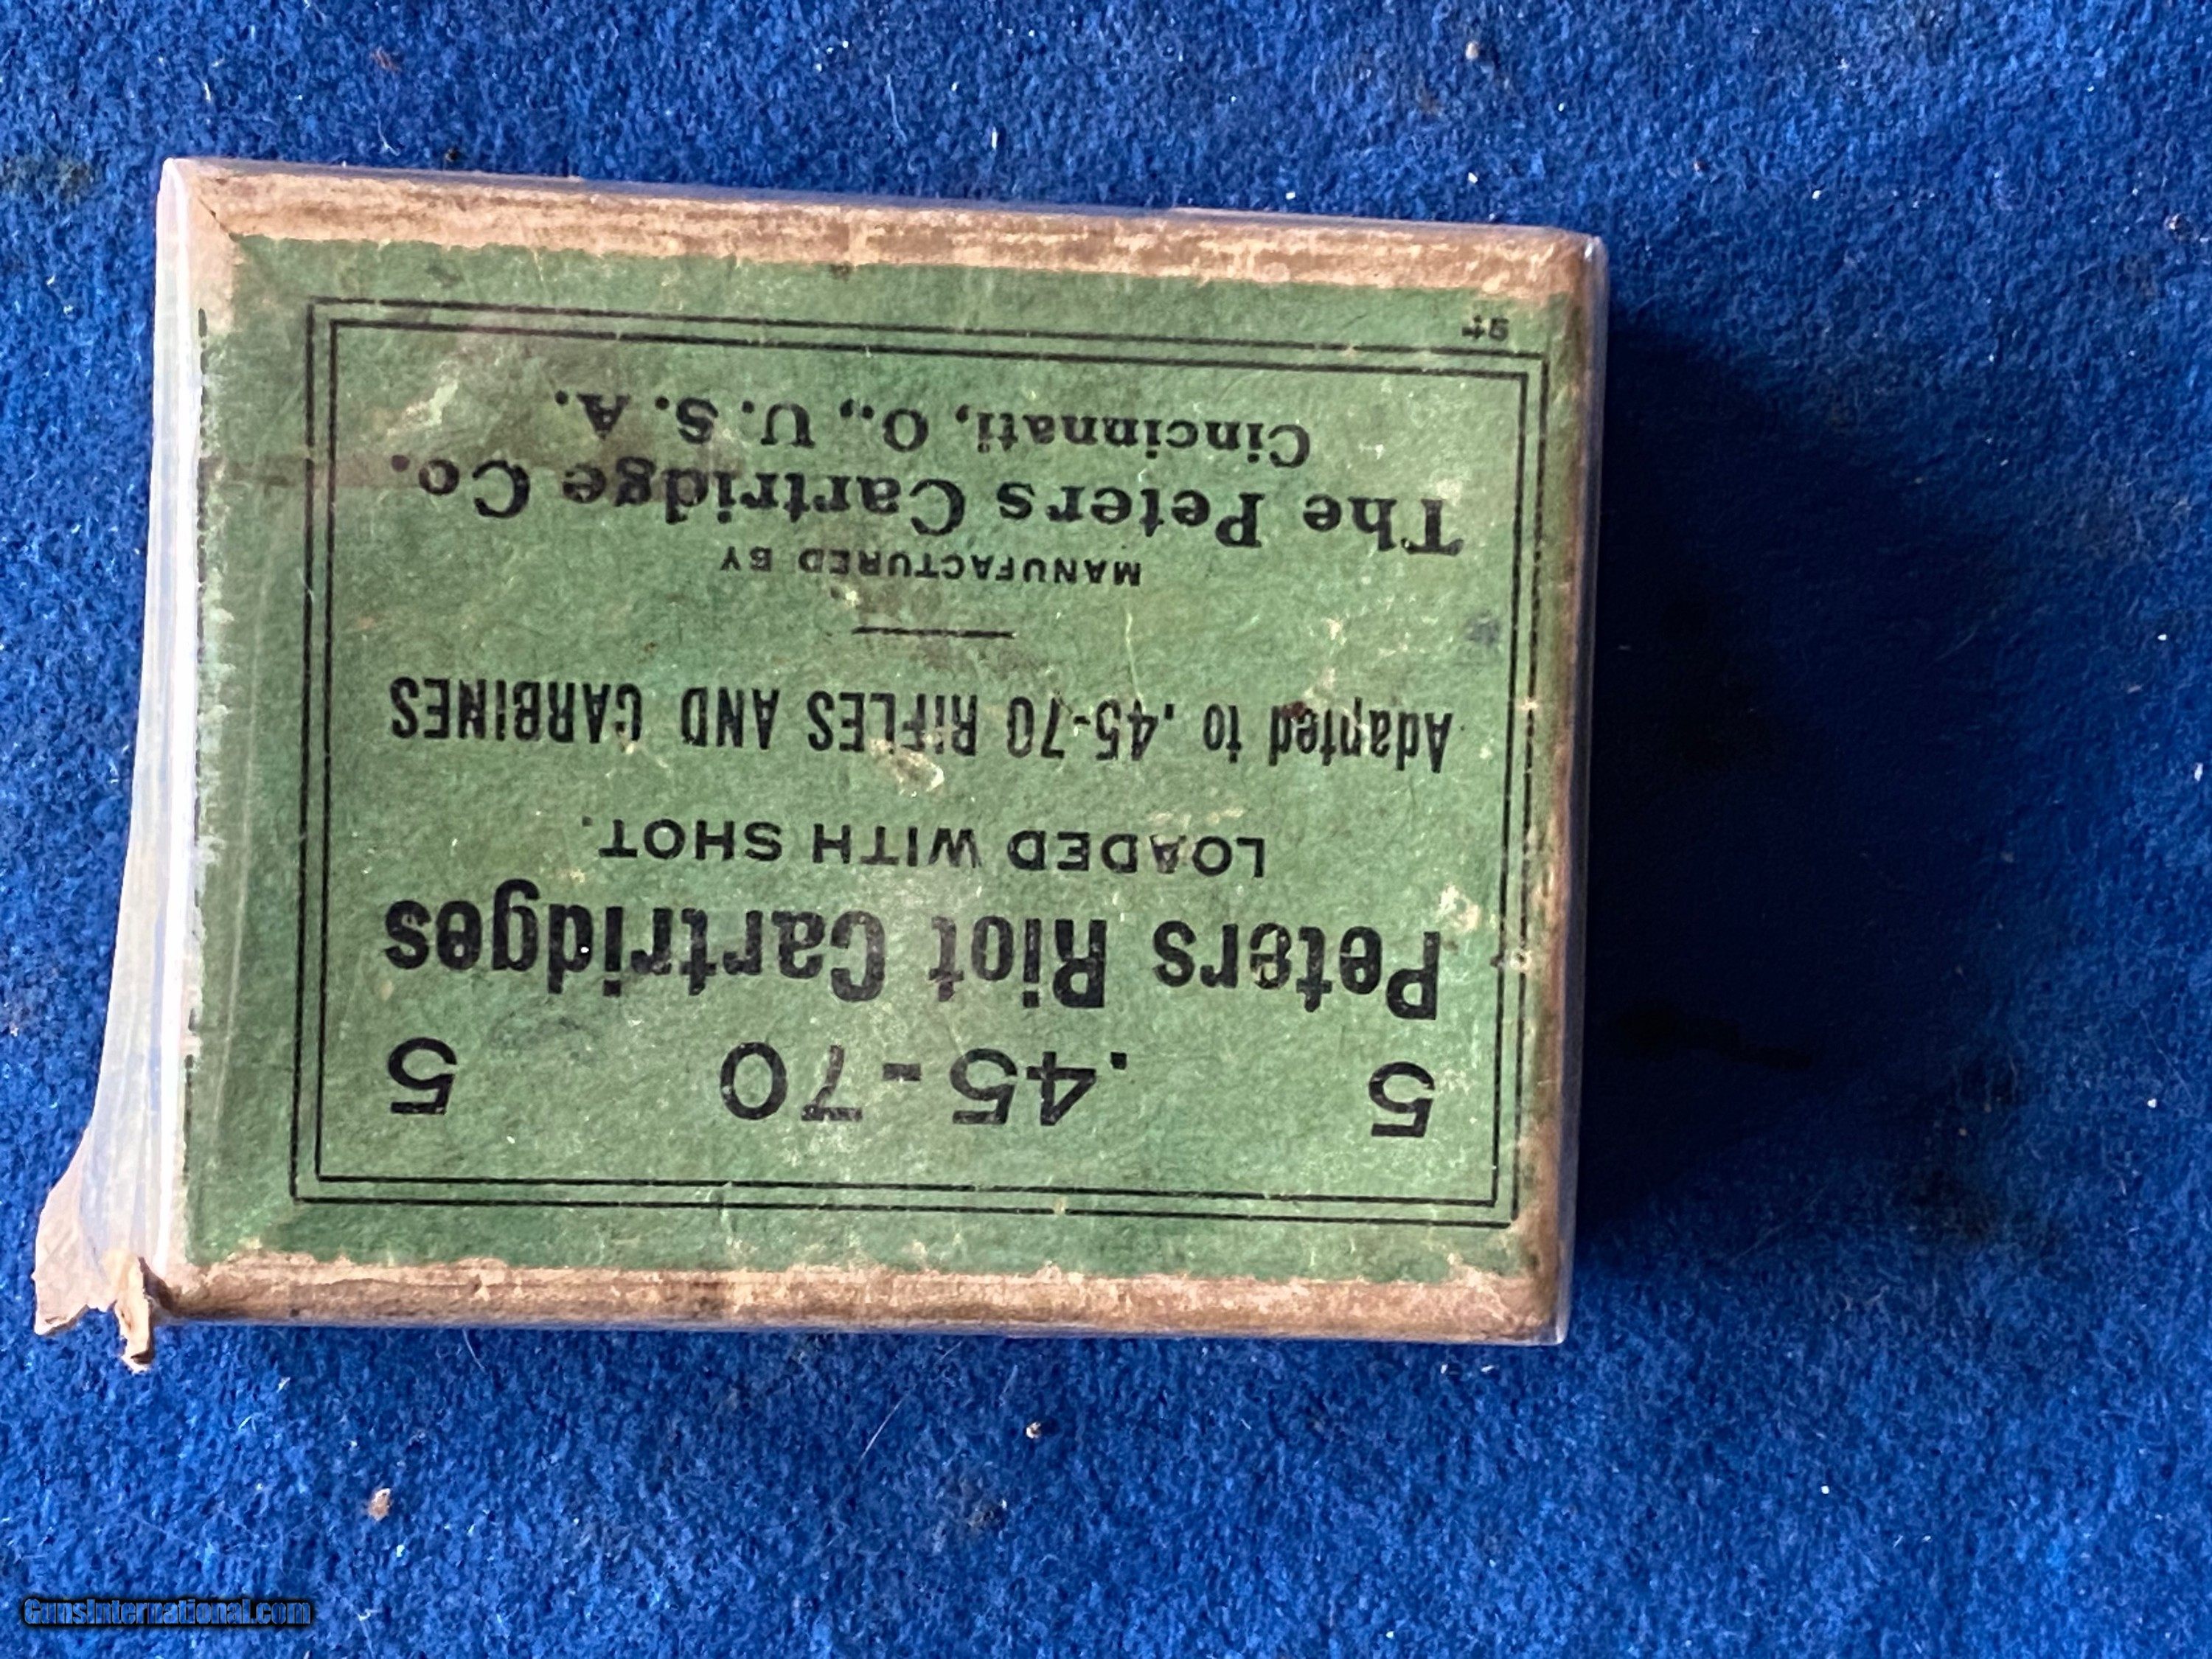 5 .45-70 5
Peters Riot Cartridges
LOADED WITH SHOT.
Adapted to .45-70 RIFLES AND CARBINES
MANUFACTURED BY
The Peters Cartridge Co.
Cincinnati, O., U. S. A.
GunsInternational.com